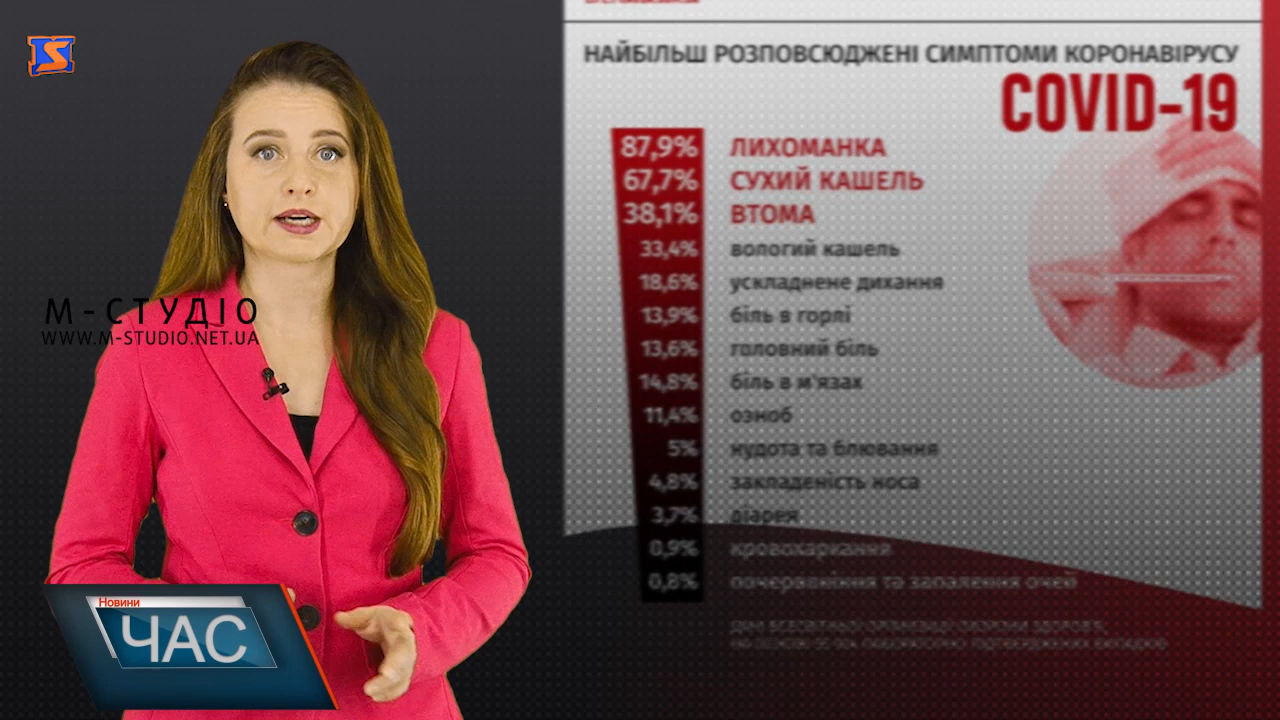 НАЙБІЛЬШ РОЗПОВСЮДЖЕНІ СИМПТОМИ КОРОНАВІРУСУ
COVID-19
87,9% ЛИХОМАНКА
67,7% СУХИЙ КАШЕЛЬ
38,1% ВТОМА
33,4% вологий кашель
18,6% ускладнене дихання
13,9% біль в горлі
13,6% головний біль
14,8% біль в м'язах
11,4% озноб
5% нудота та блювання
4,8% закладеність носа
3,7% діарея
0,9% кровохаркання
0,8% почервоніння та запалення очей
М-СТУДІО
WWW.M-STUDIO.NET.UA
Новини
ЧАС